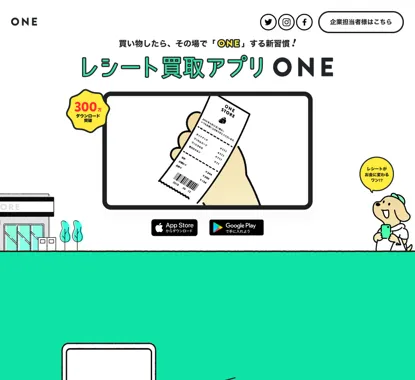 ONE
企業担当者様はこちら
買い物したら、その場で「ONE」する新習慣！
レシート買取アプリ ONE
300万
ダウンロード
突破
ONE
STORE
レシートが
お金に変わる
ワン!?
App Store
からダウンロード
Google Play
で手に入れよう